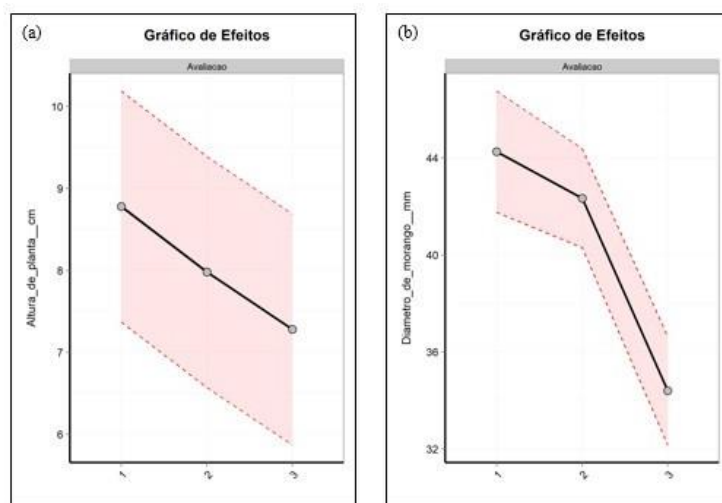 (a)
Gráfico de Efeitos
Avaliacao
Altura_de_planta__cm
10
9
8
7
6
1
2
3
(b)
Gráfico de Efeitos
Avaliacao
Diametro_de_morango__mm
44
40
36
32
1
2
3